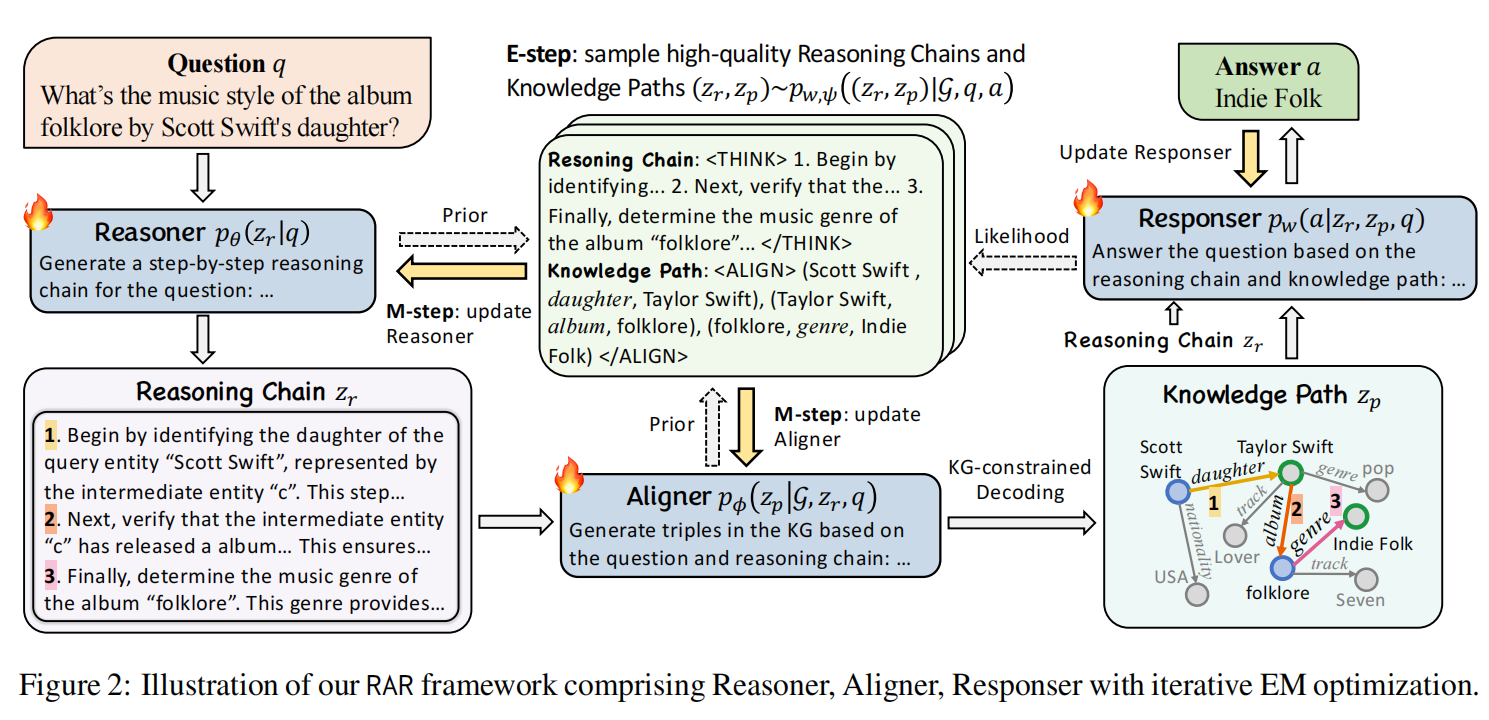 Question q
What's the music style of the album
folklore by Scott Swift's daughter?
E-step: sample high-quality Reasoning Chains and
Knowledge Paths (z_r, z_p)~p_{w,ψ}((z_r, z_p)|𝒢, q, a)
Answer a
Indie Folk
Update Responser
Reasoner p_θ(z_r|q)
Generate a step-by-step reasoning
chain for the question: ...
Prior
M-step: update
Reasoner
Resoning Chain: <THINK> 1. Begin by
identifying... 2. Next, verify that the... 3.
Finally, determine the music genre of
the album “folklore”... </THINK>
Knowledge Path: <ALIGN> (Scott Swift ,
daughter, Taylor Swift), (Taylor Swift,
album, folklore), (folklore, genre, Indie
Folk) </ALIGN>
Likelihood
Responser p_w(a|z_r, z_p, q)
Answer the question based on the
reasoning chain and knowledge path: ...
Reasoning Chain z_r
Reasoning Chain z_r
1. Begin by identifying the daughter of the
query entity “Scott Swift”, represented by
the intermediate entity “c”. This step...
2. Next, verify that the intermediate entity
“c” has released a album... This ensures...
3. Finally, determine the music genre of
the album “folklore”. This genre provides...
Prior
M-step: update
Aligner
Aligner p_ϕ(z_p|𝒢, z_r, q)
Generate triples in the KG based on
the question and reasoning chain: ...
KG-constrained
Decoding
Knowledge Path z_p
Scott
Swift
Taylor Swift
daughter
genre
pop
1
track
album
2
3
genre
nationality
Lover
Indie Folk
USA
track
folklore
Seven
Figure 2: Illustration of our RAR framework comprising Reasoner, Aligner, Responser with iterative EM optimization.